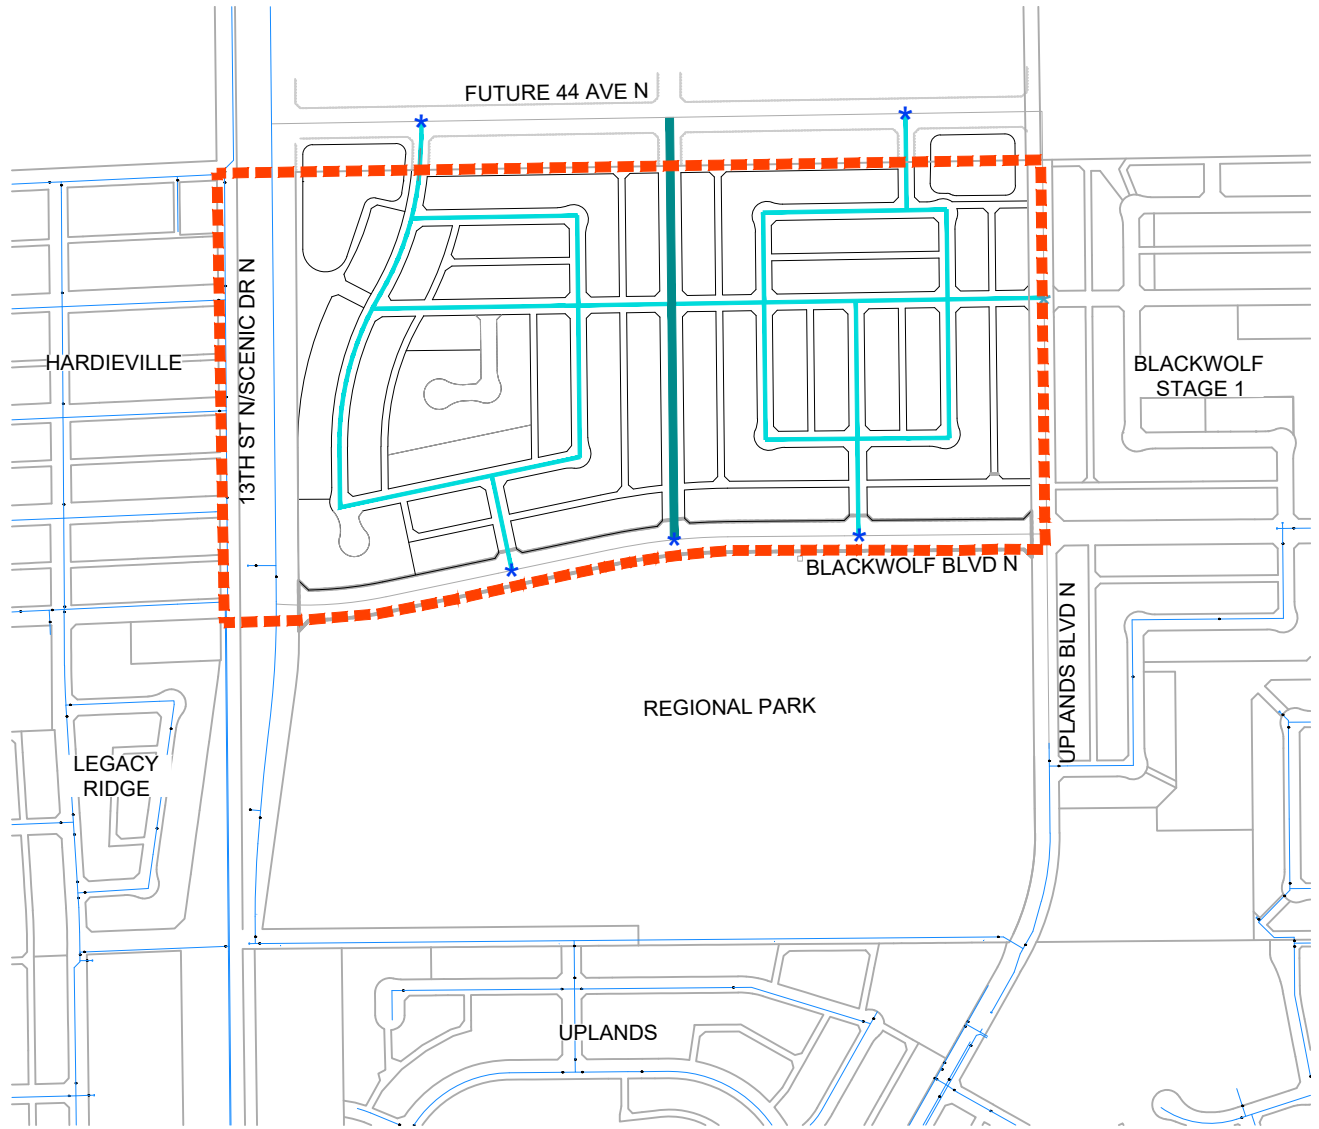 FUTURE 44 AVE N
13TH ST N/SCENIC DR N
HARDIEVILLE
BLACKWOLF
STAGE 1
BLACKWOLF BLVD N
UPLANDS BLVD N
REGIONAL PARK
LEGACY
RIDGE
UPLANDS